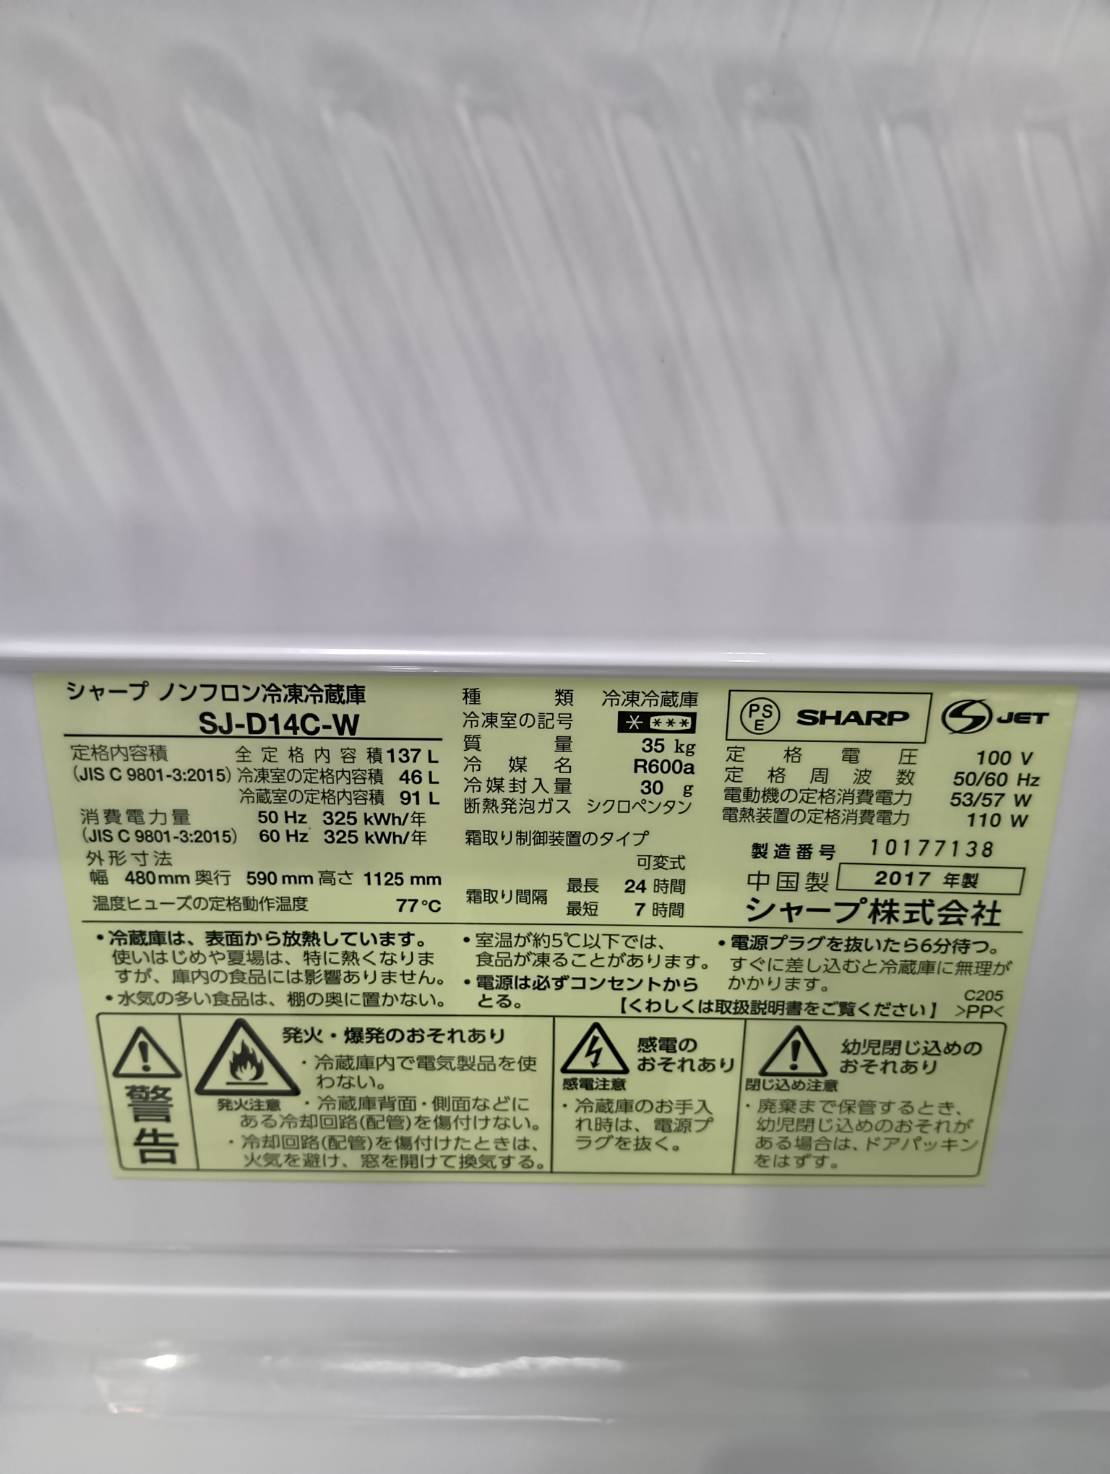 シャープ ノンフロン冷凍冷蔵庫
SJ-D14C-W
定格内容積 全定格内容積 137 L
(JIS C 9801-3:2015) 冷凍室の定格内容積 46 L
冷蔵室の定格内容積 91 L
消費電力量 50 Hz 325 kWh/年
(JIS C 9801-3:2015) 60 Hz 325 kWh/年
外形寸法
幅 480mm 奥行 590mm 高さ 1125 mm
温度ヒューズの定格動作温度 77℃
種類 冷凍冷蔵庫
冷凍室の記号 * ***
質量 35 kg
冷媒名 R600a
冷媒封入量 30 g
断熱発泡ガス シクロペンタン
霜取り制御装置のタイプ
可変式
霜取り間隔 最長 24 時間
最短 7 時間
PSE SHARP JET
定格電圧 100 V
定格周波数 50/60 Hz
電動機の定格消費電力 53/57 W
電熱装置の定格消費電力 110 W
製造番号 10177138
中国製 2017 年製
シャープ株式会社
・冷蔵庫は、表面から放熱しています。
使いはじめや夏場は、特に熱くなりま
すが、庫内の食品には影響ありません。
・水気の多い食品は、棚の奥に置かない。
・室温が約5℃以下では、
食品が凍ることがあります。
・電源は必ずコンセントから
とる。
・電源プラグを抜いたら6分待つ。
すぐに差し込むと冷蔵庫に無理が
かかります。
【くわしくは取扱説明書をご覧ください】
C205
>PP<
警告
発火注意
発火・爆発のおそれあり
・冷蔵庫内で電気製品を使
わない。
・冷蔵庫背面・側面などに
ある冷却回路(配管)を傷付けない。
・冷却回路(配管)を傷付けたときは、
火気を避け、窓を開けて換気する。
感電注意
感電の
おそれあり
・冷蔵庫のお手入
れ時は、電源プ
ラグを抜く。
閉じ込め注意
幼児閉じ込めの
おそれあり
・廃棄まで保管するとき、
幼児閉じ込めのおそれが
ある場合は、ドアパッキン
をはずす。